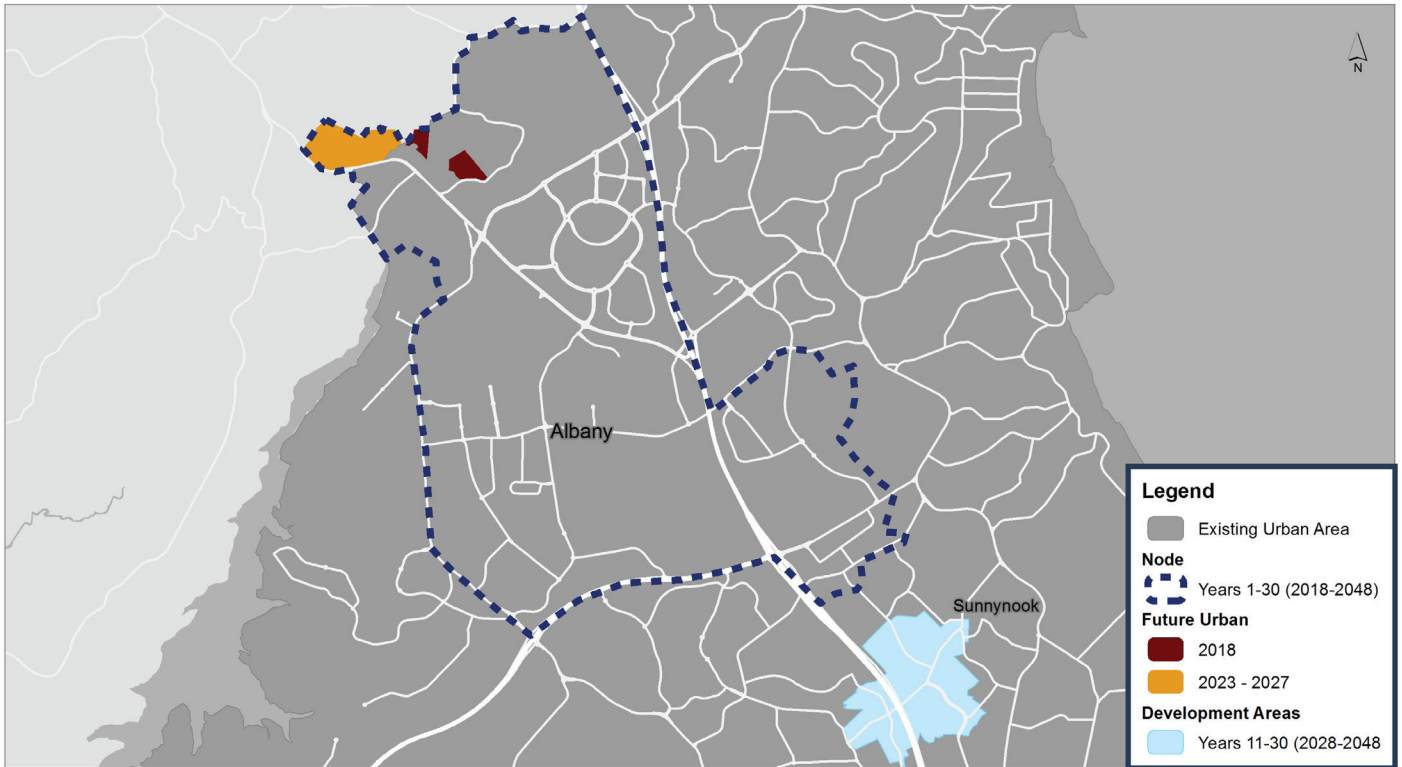 N
Albany
Sunnynook
Legend
Existing Urban Area
Node
Years 1-30 (2018-2048)
Future Urban
2018
2023 - 2027
Development Areas
Years 11-30 (2028-2048